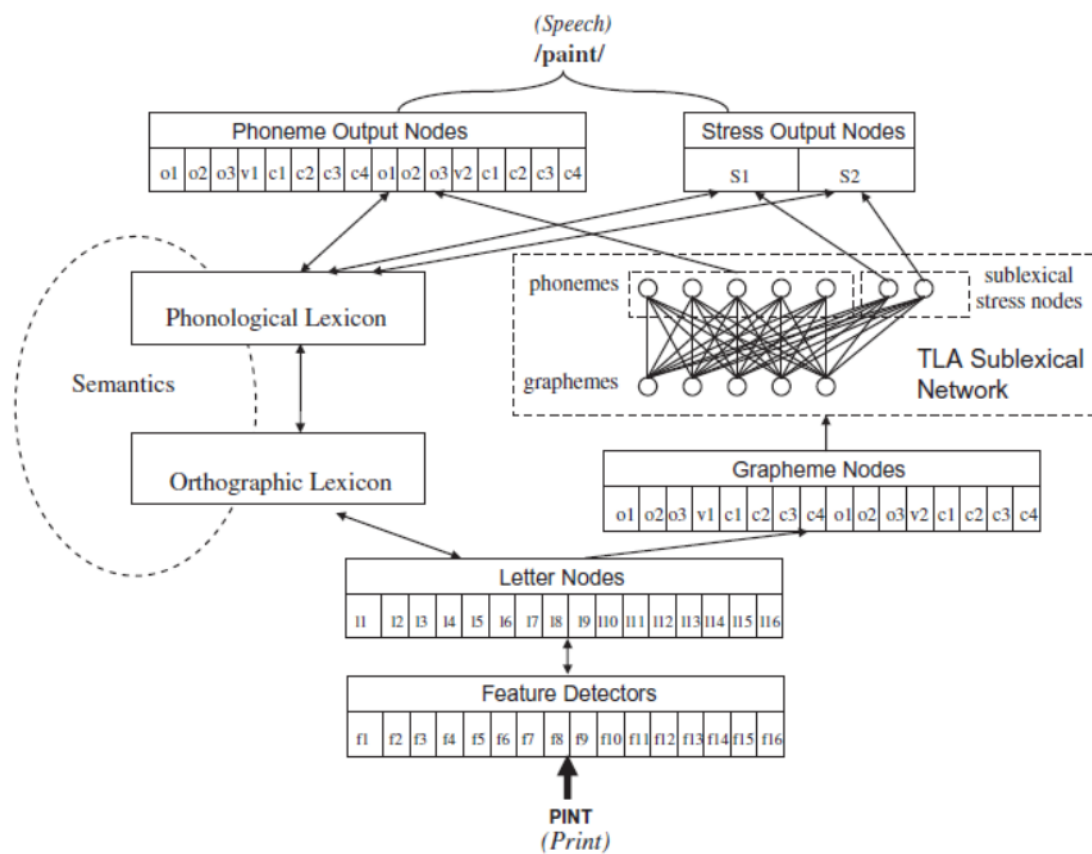 (Speech)
/paint/
Phoneme Output Nodes
o1 o2 o3 v1 c1 c2 c3 c4 o1 o2 o3 v2 c1 c2 c3 c4
Stress Output Nodes
S1 S2
phonemes
sublexical
stress nodes
Phonological Lexicon
Semantics
TLA Sublexical
Network
graphemes
Orthographic Lexicon
Grapheme Nodes
o1 o2 o3 v1 c1 c2 c3 c4 o1 o2 o3 v2 c1 c2 c3 c4
Letter Nodes
l1 l2 l3 l4 l5 l6 l7 l8 l9 l10 l11 l12 l13 l14 l15 l16
Feature Detectors
f1 f2 f3 f4 f5 f6 f7 f8 f9 f10 f11 f12 f13 f14 f15 f16
PINT
(Print)